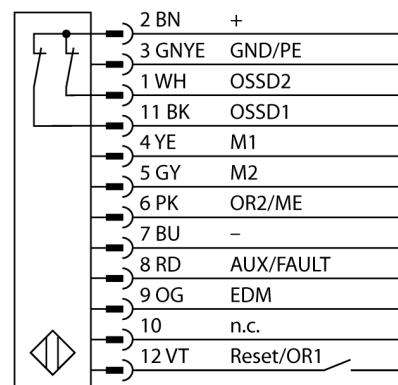 2 BN +
3 GNYE GND/PE
1 WH OSSD2
11 BK OSSD1
4 YE M1
5 GY M2
6 PK OR2/ME
7 BU –
8 RD AUX/FAULT
9 OG EDM
10 n.c.
12 VT Reset/OR1